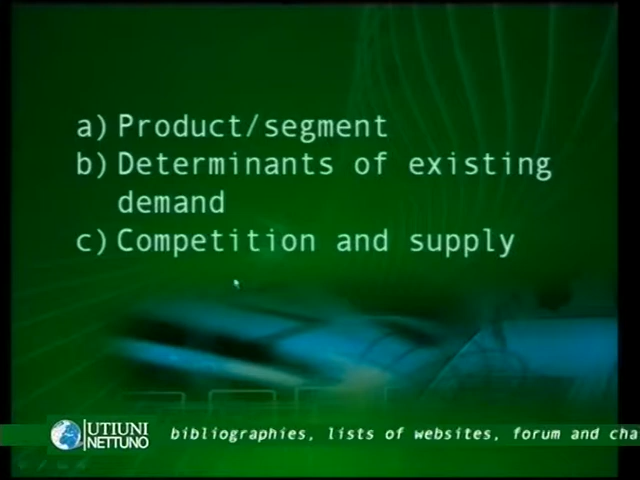 a) Product/segment
b) Determinants of existing
demand
c) Competition and supply
UTIUNI
NETTUNO
bibliographies, lists of websites, forum and cha